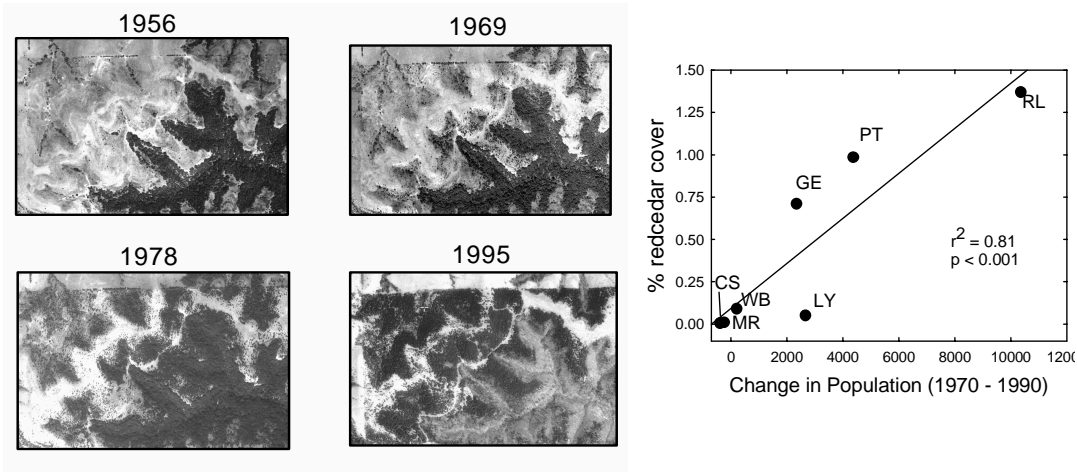 1956
1969
1978
1995
% redcedar cover
1.50
1.25
1.00
0.75
0.50
0.25
0.00
RL
PT
GE
r² = 0.81
p < 0.001
CS
WB
LY
MR
0 2000 4000 6000 8000 10000 1200
Change in Population (1970 - 1990)